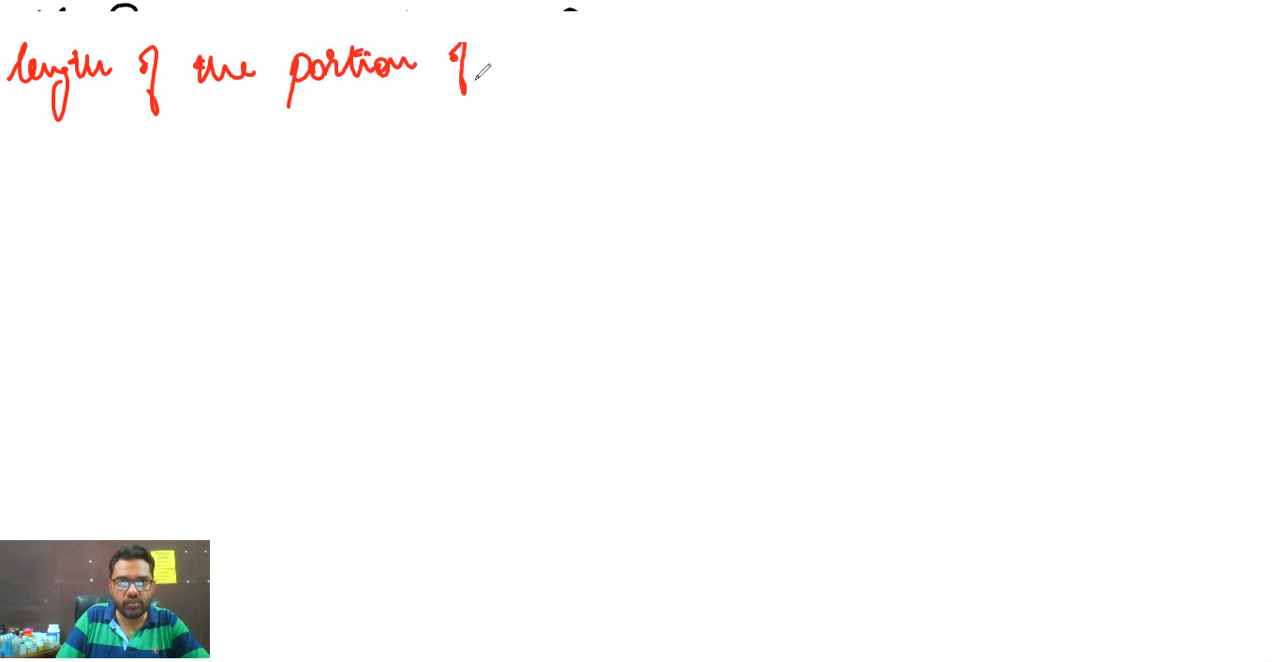 length of the portion of